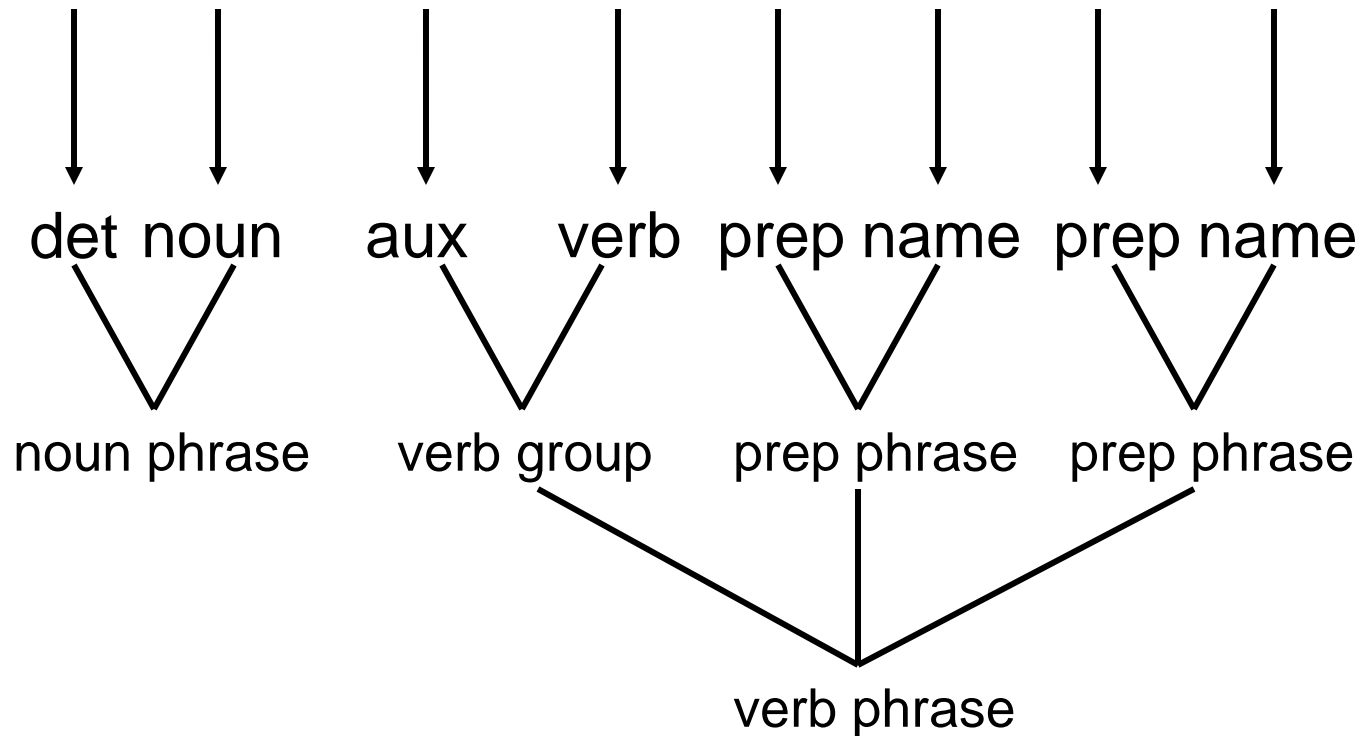 det noun aux verb prep name prep name
noun phrase verb group prep phrase prep phrase
verb phrase